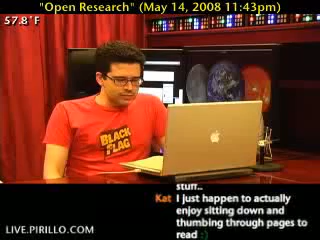 "Open Research" (May 14, 2008 11:43pm)
57.8°F
BLACK
FLAG
stuff..
Kat I just happen to actually
enjoy sitting down and
thumbing through pages to
read :)
LIVE.PIRILLO.COM